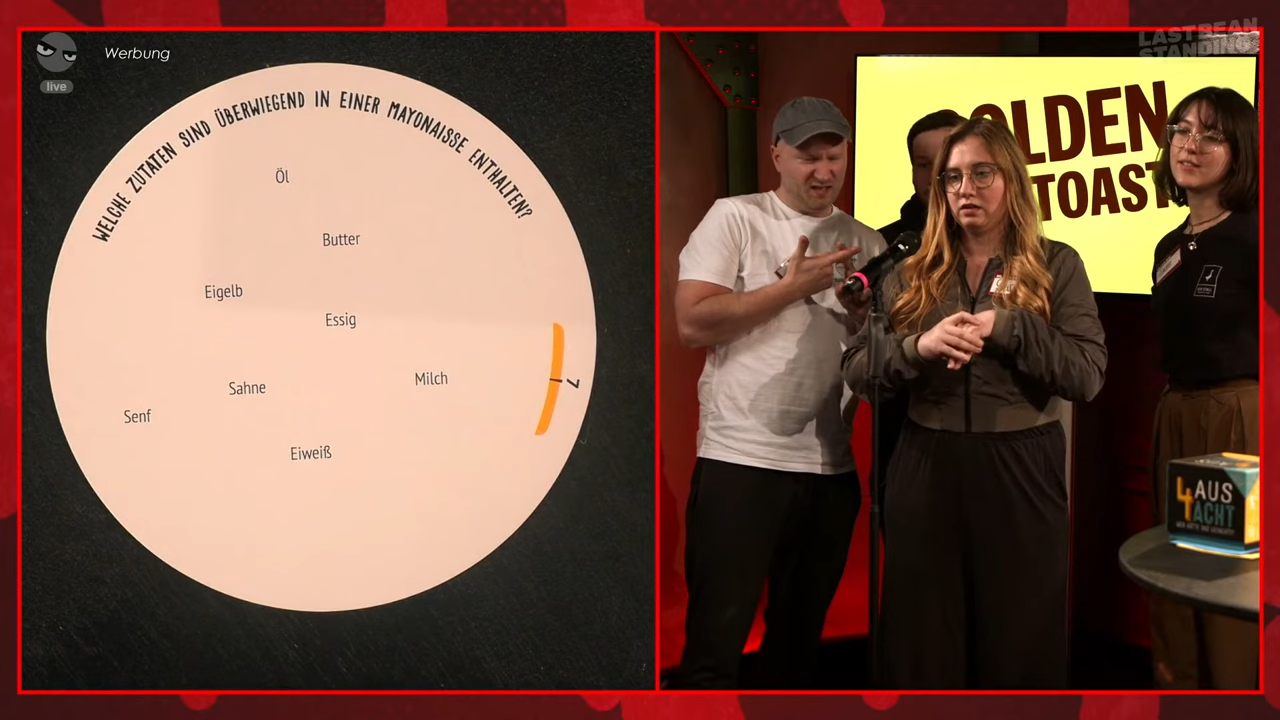 Werbung
live
WELCHE ZUTATEN SIND ÜBERWIEGEND IN EINER MAYONAISSE ENTHALTEN?
Öl
Butter
Eigelb
Essig
Sahne
Milch
Senf
Eiweiß
7
LAST BEAN
STANDING
OLDEN
TOAST
4 AUS
ACHT